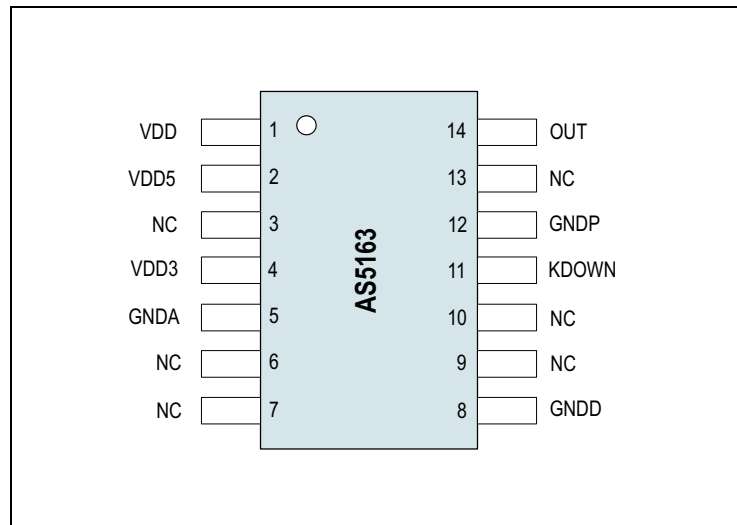 VDD 1 14 OUT
VDD5 2 13 NC
NC 3 12 GNDP
VDD3 4 11 KDOWN
GNDA 5 10 NC
NC 6 9 NC
NC 7 8 GNDD
AS5163